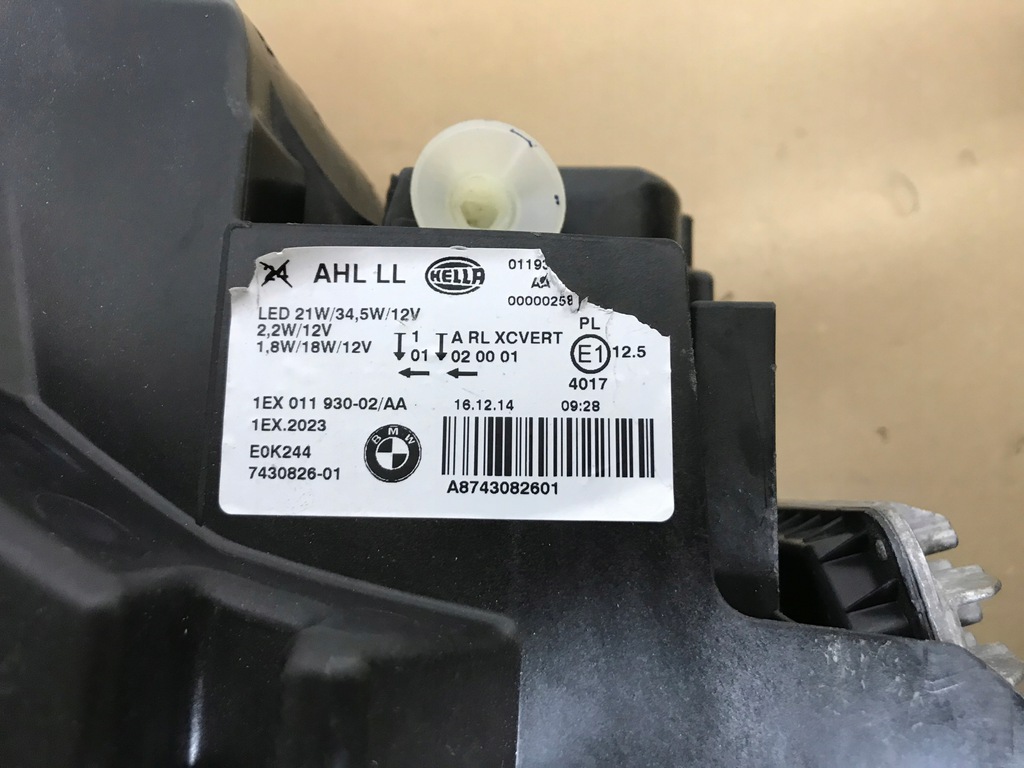 24 AHL LL HELLA 0119
00000258
LED 21W/34,5W/12V
2,2W/12V
1,8W/18W/12V
1 A RL XCVERT
01 02 00 01
PL
E1 12.5
4017
1EX 011 930-02/AA 16.12.14 09:28
1EX.2023
E0K244
7430826-01
BMW
A8743082601